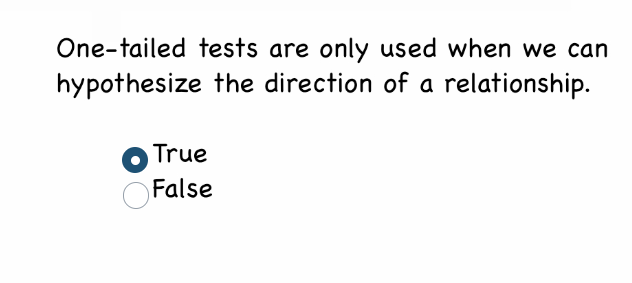 One-tailed tests are only used when we can
hypothesize the direction of a relationship.
True
False